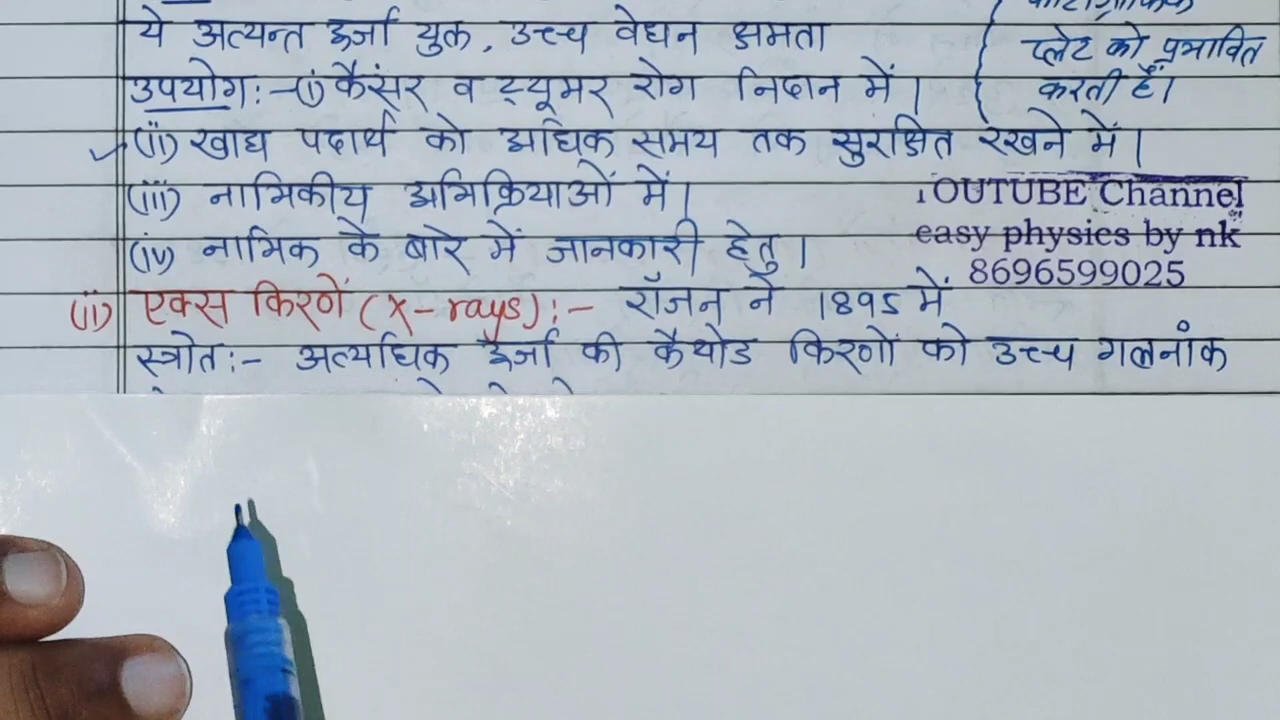 ये अत्यन्त ऊर्जा युक्त, उच्च वेधन क्षमता
प्लेट को प्रभावित
करती हैं।
उपयोग:- (i) कैंसर व ट्यूमर रोग निदान में।
(ii) खाद्य पदार्थ को अधिक समय तक सुरक्षित रखने में।
(iii) नाभिकीय अभिक्रियाओं में।
(iv) नाभिक के बारे में जानकारी हेतु।
YOUTUBE Channel
easy physics by nk
8696599025
(ii) एक्स किरणें (X-rays):- रॉजन ने 1895 में
स्त्रोत:- अत्यधिक ऊर्जा की कैथोड किरणों को उच्च गलनांक